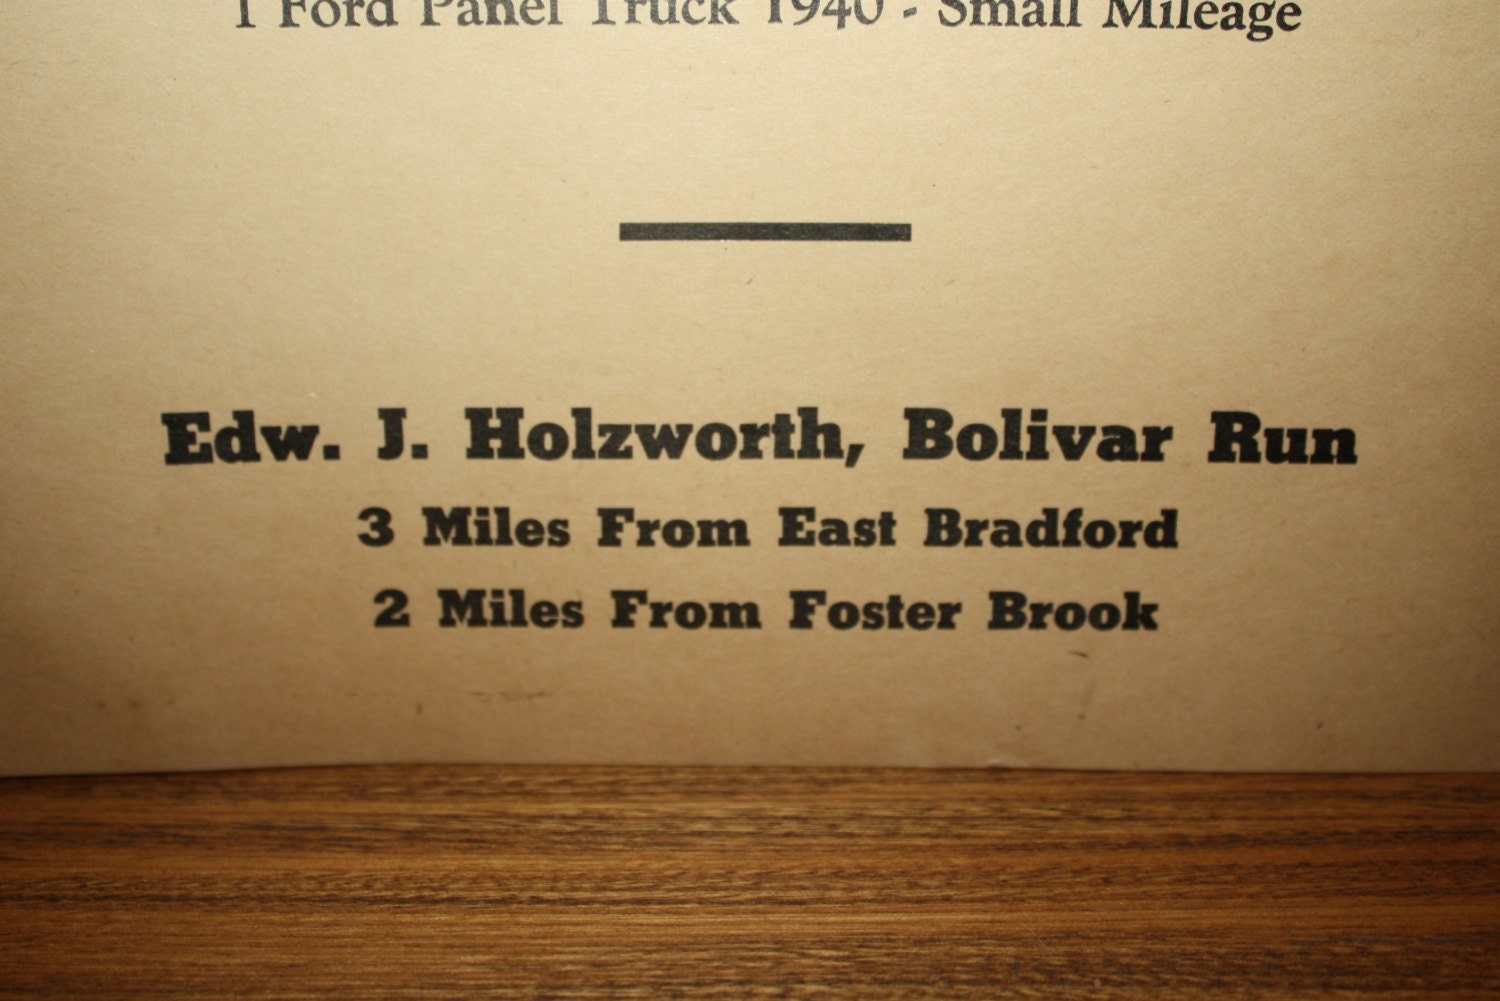 1 Ford Panel Truck 1940 - Small Mileage
Edw. J. Holzworth, Bolivar Run
3 Miles From East Bradford
2 Miles From Foster Brook